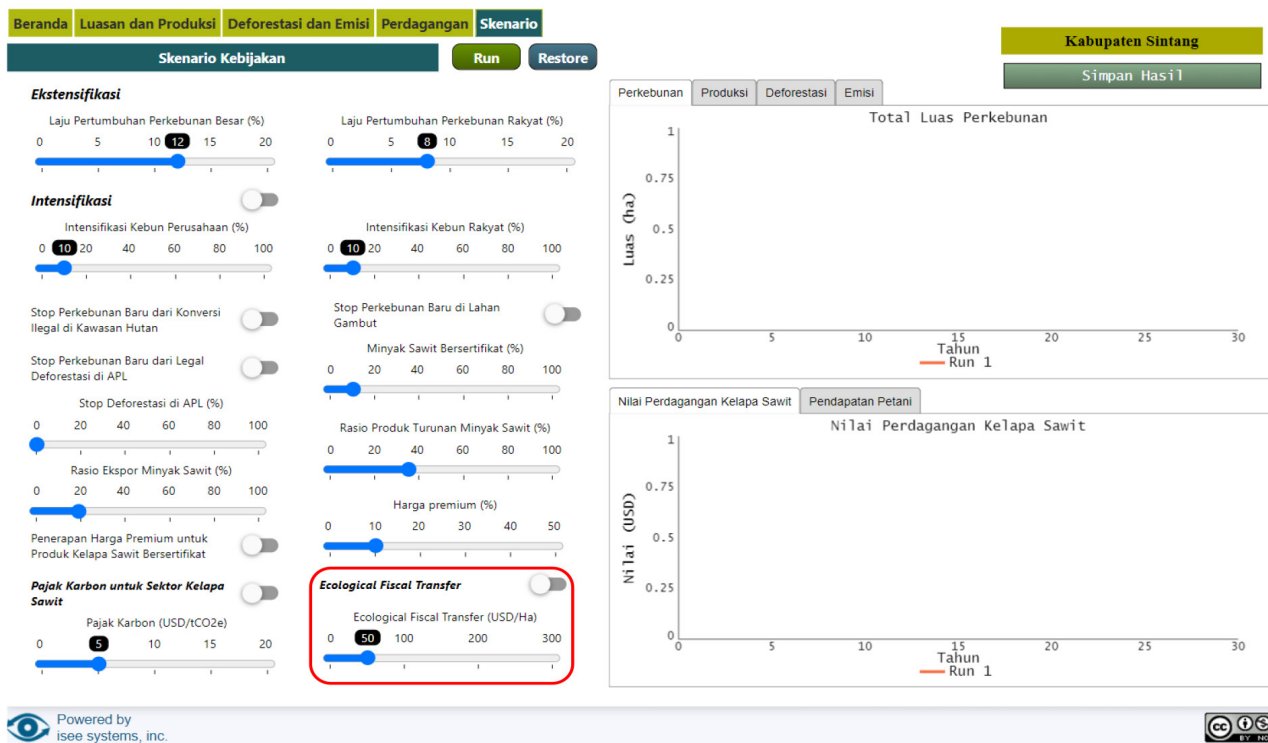 Beranda Luasan dan Produksi Deforestasi dan Emisi Perdagangan Skenario
Skenario Kebijakan
Run Restore
Kabupaten Sintang
Simpan Hasil
Ekstensifikasi
Laju Pertumbuhan Perkebunan Besar (%)
0 5 10 12 15 20
Laju Pertumbuhan Perkebunan Rakyat (%)
0 5 8 10 15 20
Intensifikasi
Intensifikasi Kebun Perusahaan (%)
0 10 20 40 60 80 100
Intensifikasi Kebun Rakyat (%)
0 10 20 40 60 80 100
Stop Perkebunan Baru dari Konversi
Ilegal di Kawasan Hutan
Stop Perkebunan Baru di Lahan
Gambut
Stop Perkebunan Baru dari Legal
Deforestasi di APL
Minyak Sawit Bersertifikat (%)
0 20 40 60 80 100
Stop Deforestasi di APL (%)
0 20 40 60 80 100
Rasio Produk Turunan Minyak Sawit (%)
0 20 40 60 80 100
Rasio Ekspor Minyak Sawit (%)
0 20 40 60 80 100
Harga premium (%)
0 10 20 30 40 50
Penerapan Harga Premium untuk
Produk Kelapa Sawit Bersertifikat
Pajak Karbon untuk Sektor Kelapa
Sawit
Pajak Karbon (USD/tCO2e)
0 5 10 15 20
Ecological Fiscal Transfer
Ecological Fiscal Transfer (USD/Ha)
0 50 100 200 300
Perkebunan Produksi Deforestasi Emisi
Total Luas Perkebunan
Luas (ha)
1
0.75
0.5
0.25
0
0 5 10 15 20 25 30
Tahun
Run 1
Nilai Perdagangan Kelapa Sawit Pendapatan Petani
Nilai Perdagangan Kelapa Sawit
Nilai (USD)
1
0.75
0.5
0.25
0
0 5 10 15 20 25 30
Tahun
Run 1
Powered by
isee systems, inc.
cc
BY NC